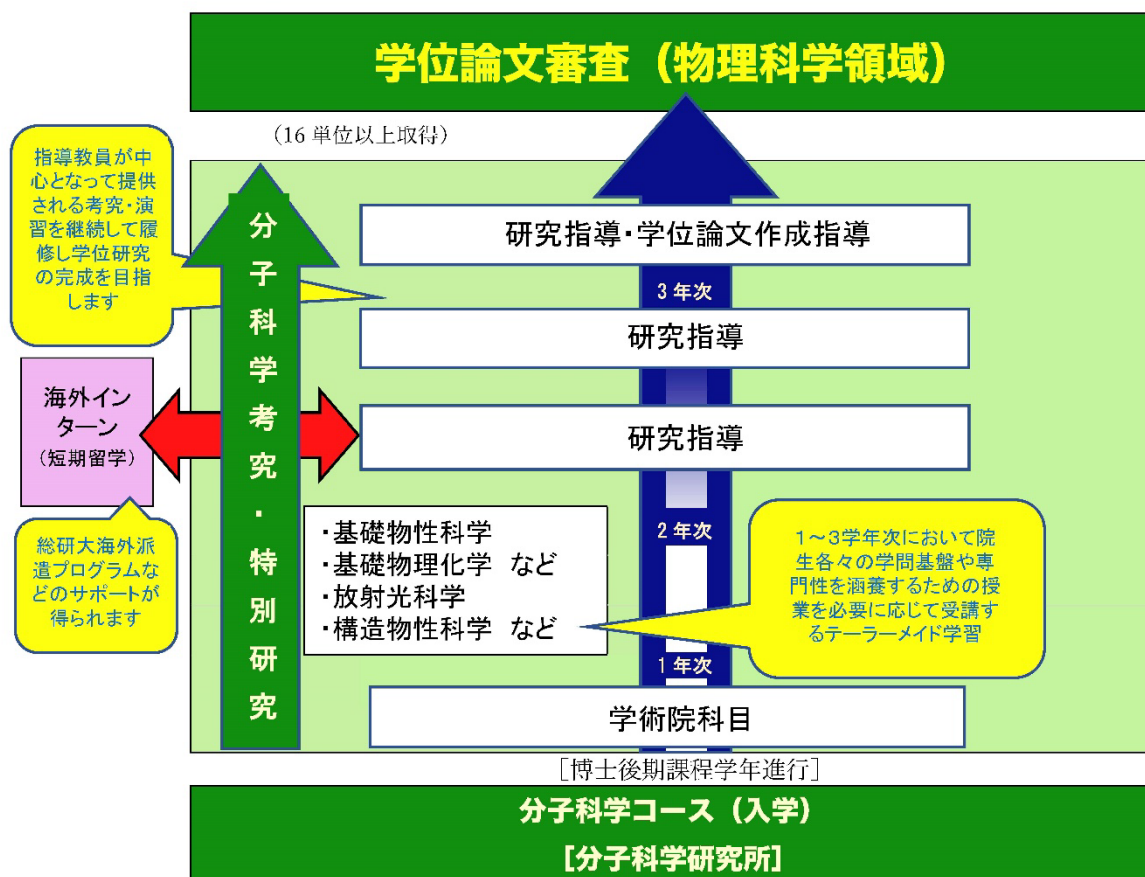 学位論文審査（物理科学領域）
（16 単位以上取得）
指導教員が中
心となって提供
される考究・演
習を継続して履
修し学位研究
の完成を目指
します
分子科学考究・特別研究
研究指導・学位論文作成指導
3 年次
研究指導
海外イン
ターン
（短期留学）
研究指導
総研大海外派
遣プログラムな
どのサポートが
得られます
・基礎物性科学
・基礎物理化学 など
・放射光科学
・構造物性科学 など
2 年次
1～3学年次において院
生各々の学問基盤や専
門性を涵養するための授
業を必要に応じて受講す
るテーラーメイド学習
1 年次
学術院科目
［博士後期課程学年進行］
分子科学コース（入学）
［分子科学研究所］